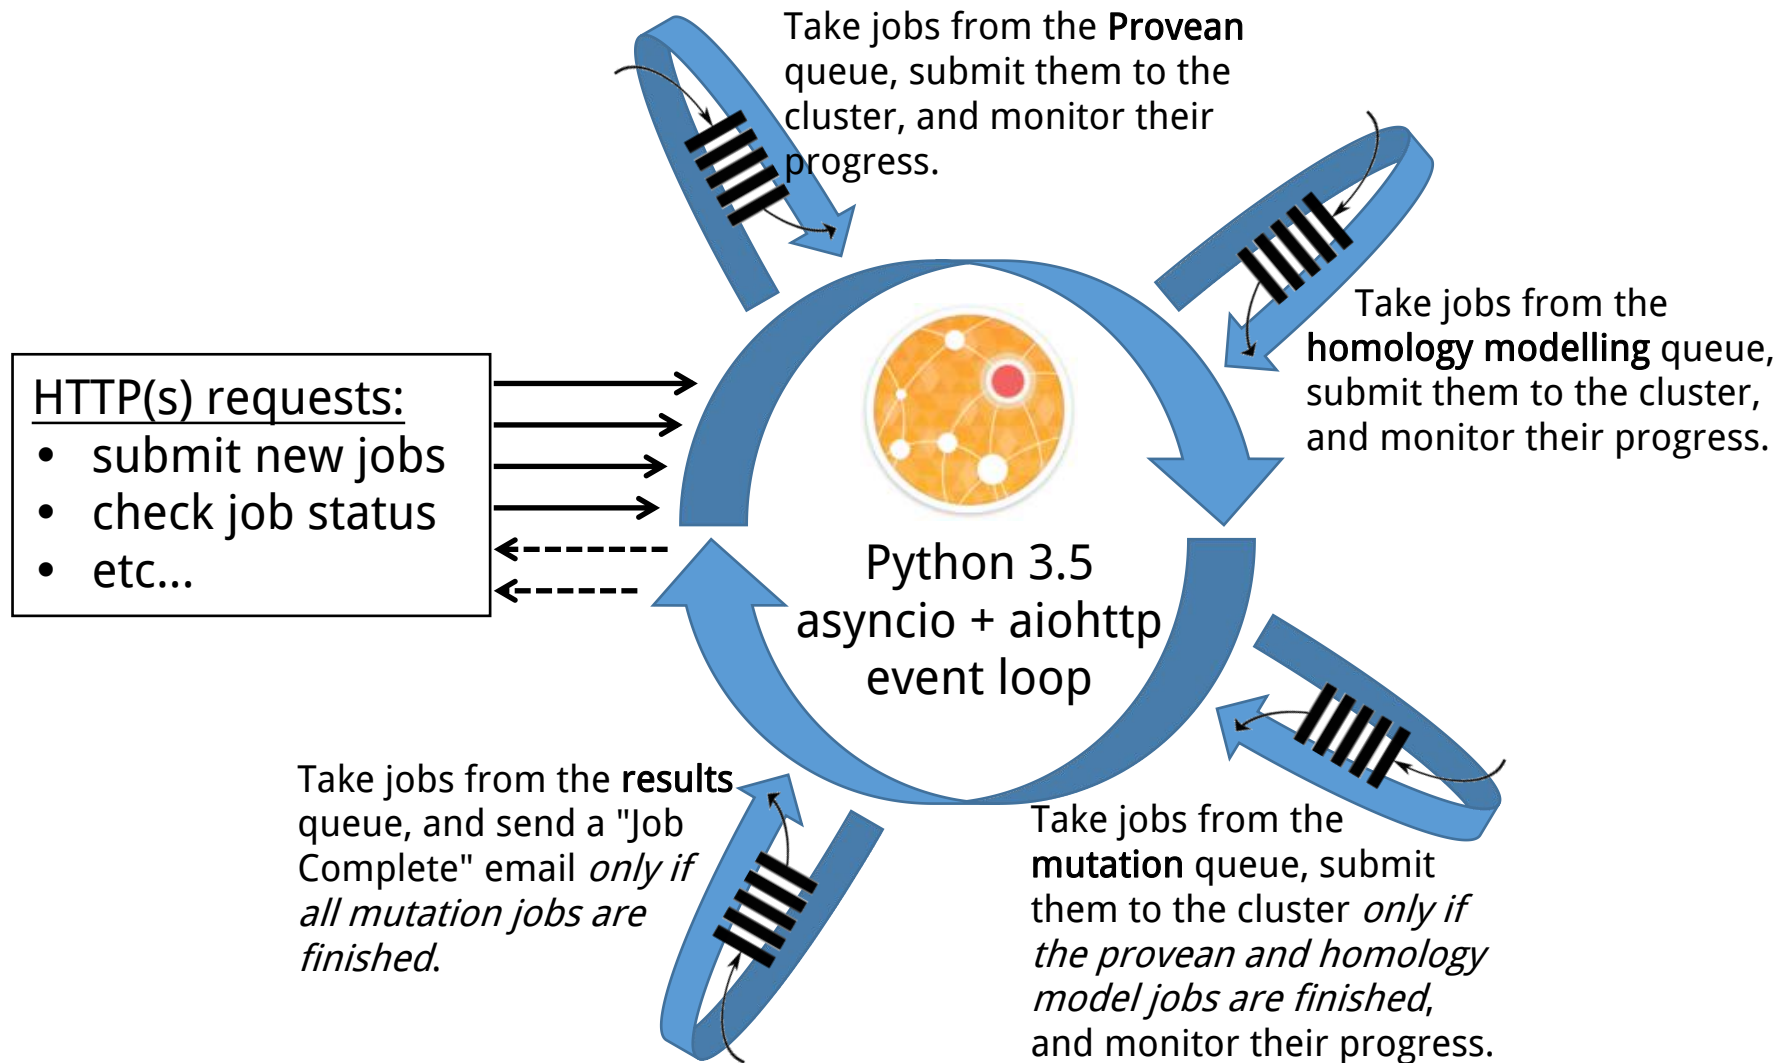 Take jobs from the Provean
queue, submit them to the
cluster, and monitor their
progress.
Take jobs from the
homology modelling queue,
submit them to the cluster,
and monitor their progress.
HTTP(s) requests:
• submit new jobs
• check job status
• etc...
Python 3.5
asyncio + aiohttp
event loop
Take jobs from the results
queue, and send a "Job
Complete" email only if
all mutation jobs are
finished.
Take jobs from the
mutation queue, submit
them to the cluster only if
the provean and homology
model jobs are finished,
and monitor their progress.